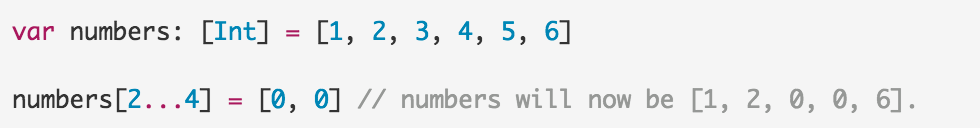 var numbers: [Int] = [1, 2, 3, 4, 5, 6]
numbers[2...4] = [0, 0] // numbers will now be [1, 2, 0, 0, 6].